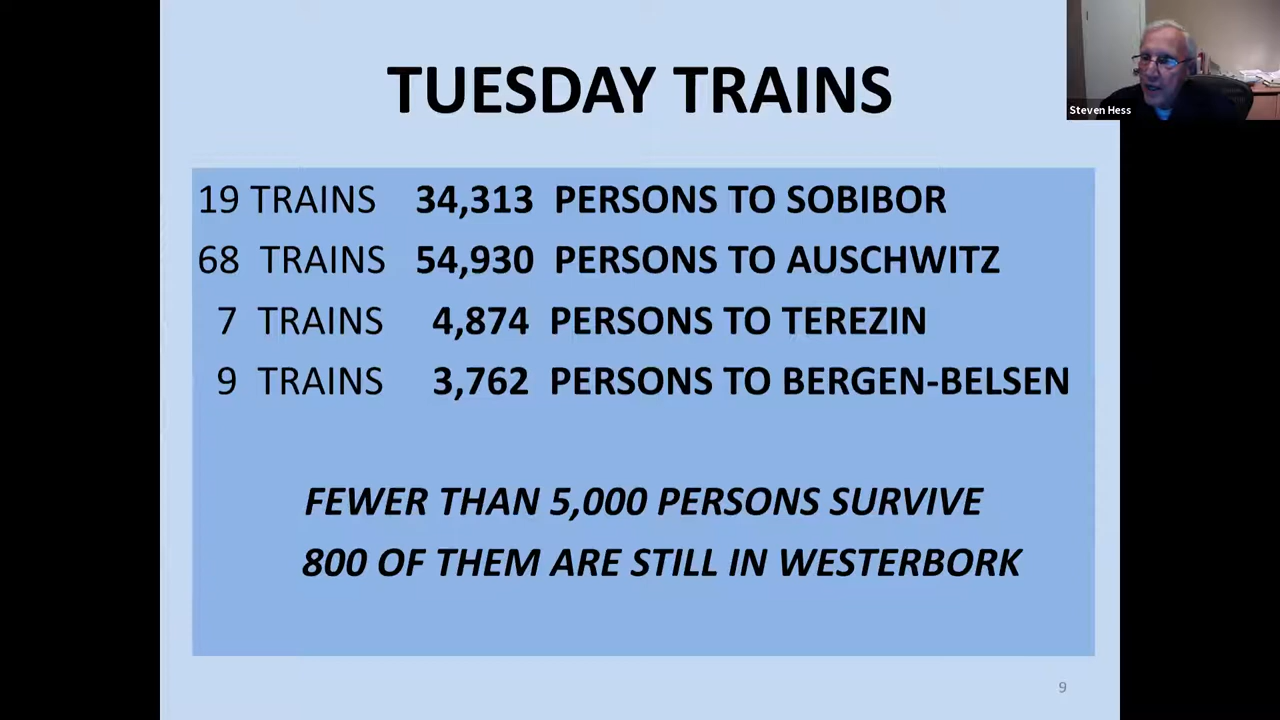 TUESDAY TRAINS
Steven Hess
19 TRAINS 34,313 PERSONS TO SOBIBOR
68 TRAINS 54,930 PERSONS TO AUSCHWITZ
7 TRAINS 4,874 PERSONS TO TEREZIN
9 TRAINS 3,762 PERSONS TO BERGEN-BELSEN
FEWER THAN 5,000 PERSONS SURVIVE
800 OF THEM ARE STILL IN WESTERBORK
9